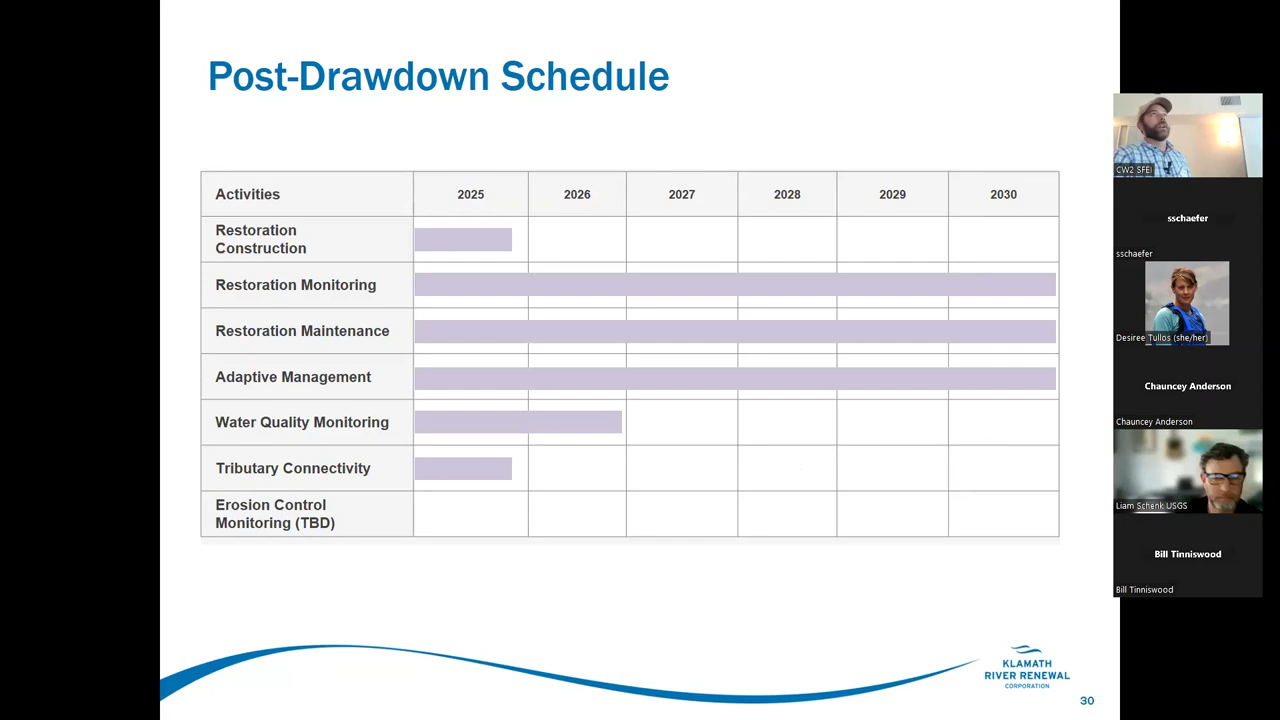 Post-Drawdown Schedule
Activities 2025 2026 2027 2028 2029 2030
Restoration
Construction
Restoration Monitoring
Restoration Maintenance
Adaptive Management
Water Quality Monitoring
Tributary Connectivity
Erosion Control
Monitoring (TBD)
KLAMATH
RIVER RENEWAL
CORPORATION
30
CW2 SFEI
sschaefer
sschaefer
Desiree Tullos (she/her)
Chauncey Anderson
Chauncey Anderson
Liam Schenk USGS
Bill Tinniswood
Bill Tinniswood